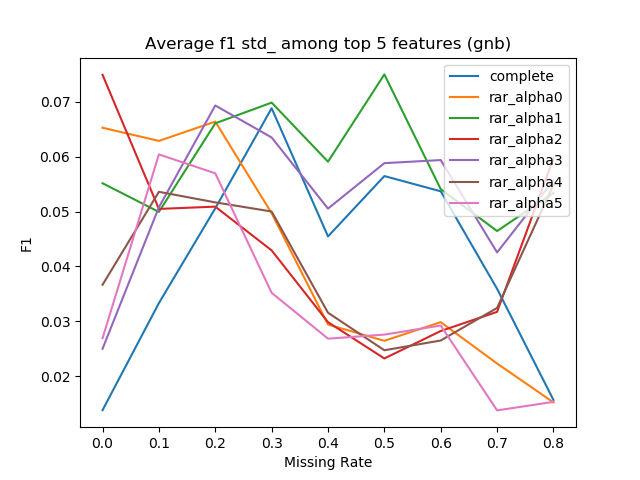 Average f1 std_ among top 5 features (gnb)
complete
rar_alpha0
rar_alpha1
rar_alpha2
rar_alpha3
rar_alpha4
rar_alpha5
F1
0.07
0.06
0.05
0.04
0.03
0.02
0.0 0.1 0.2 0.3 0.4 0.5 0.6 0.7 0.8
Missing Rate